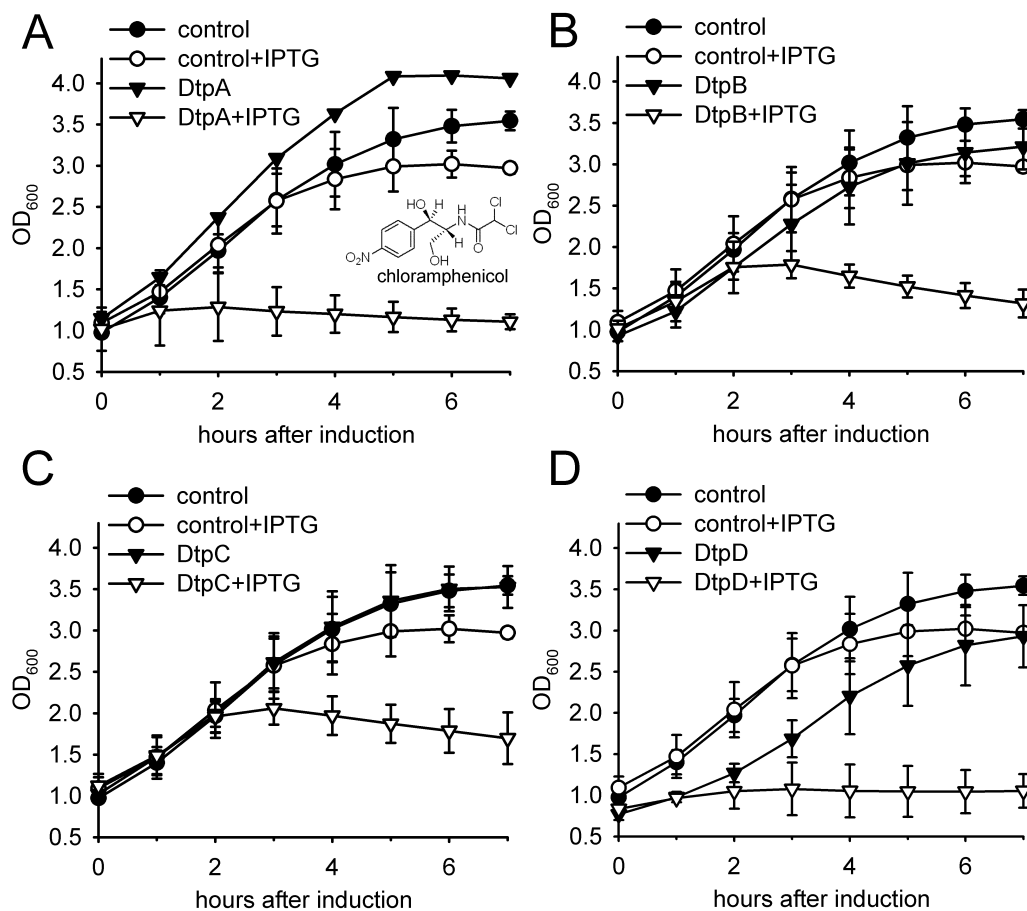 A
control
control+IPTG
DtpA
DtpA+IPTG
4.0
3.5
3.0
2.5
2.0
1.5
1.0
0.5
OD600
HO
H
N
H
Cl
Cl
O
O2N
OH
chloramphenicol
0
2
4
6
hours after induction
B
control
control+IPTG
DtpB
DtpB+IPTG
4.0
3.5
3.0
2.5
2.0
1.5
1.0
0.5
OD600
0
2
4
6
hours after induction
C
control
control+IPTG
DtpC
DtpC+IPTG
4.0
3.5
3.0
2.5
2.0
1.5
1.0
0.5
OD600
0
2
4
6
hours after induction
D
control
control+IPTG
DtpD
DtpD+IPTG
4.0
3.5
3.0
2.5
2.0
1.5
1.0
0.5
OD600
0
2
4
6
hours after induction